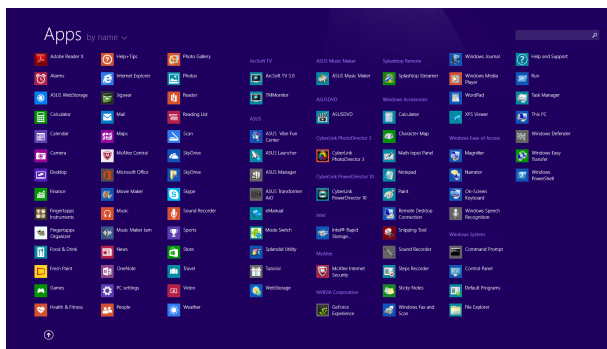 Apps by name
Adobe Reader X
Alarms
ASUS WebStorage
Calculator
Calendar
Camera
Desktop
Finance
Fingertapps
Instruments
Fingertapps
Organizer
Food & Drink
Fresh Paint
Games
Health & Fitness
Help+Tips
Internet Explorer
Jigswar
Mail
Maps
McAfee Central
Microsoft Office
Movie Maker
Music
Music Maker Jam
News
OneNote
PC settings
People
Photo Gallery
Photos
Reader
Reading List
Scan
SkyDrive
SkyDrive
Skype
Sound Recorder
Sports
Store
Travel
Video
Weather
ArcSoft TV
ArcSoft TV 5.0
TMMonitor
ASUS
ASUS Vibe Fun
Center
ASUS Launcher
ASUS Manager
ASUS Transformer
AIO
eManual
Mode Switch
Splendid Utility
Tutorial
WebStorage
ASUS Music Maker
ASUS Music Maker
ASUSDVD
ASUSDVD
CyberLink PhotoDirector 3
CyberLink
PhotoDirector 3
CyberLink PowerDirector 10
CyberLink
PowerDirector 10
Intel
Intel® Rapid
Storage...
McAfee
McAfee Internet
Security
NVIDIA Corporation
GeForce
Experience
Splashtop Remote
Splashtop Streamer
Windows Accessories
Calculator
Character Map
Math Input Panel
Notepad
Paint
Remote Desktop
Connection
Snipping Tool
Sound Recorder
Steps Recorder
Sticky Notes
Windows Fax and
Scan
Windows Journal
Windows Media
Player
WordPad
XPS Viewer
Windows Ease of Access
Magnifier
Narrator
On-Screen
Keyboard
Windows Speech
Recognition
Windows System
Command Prompt
Control Panel
Default Programs
File Explorer
Help and Support
Run
Task Manager
This PC
Windows Defender
Windows Easy
Transfer
Windows
PowerShell